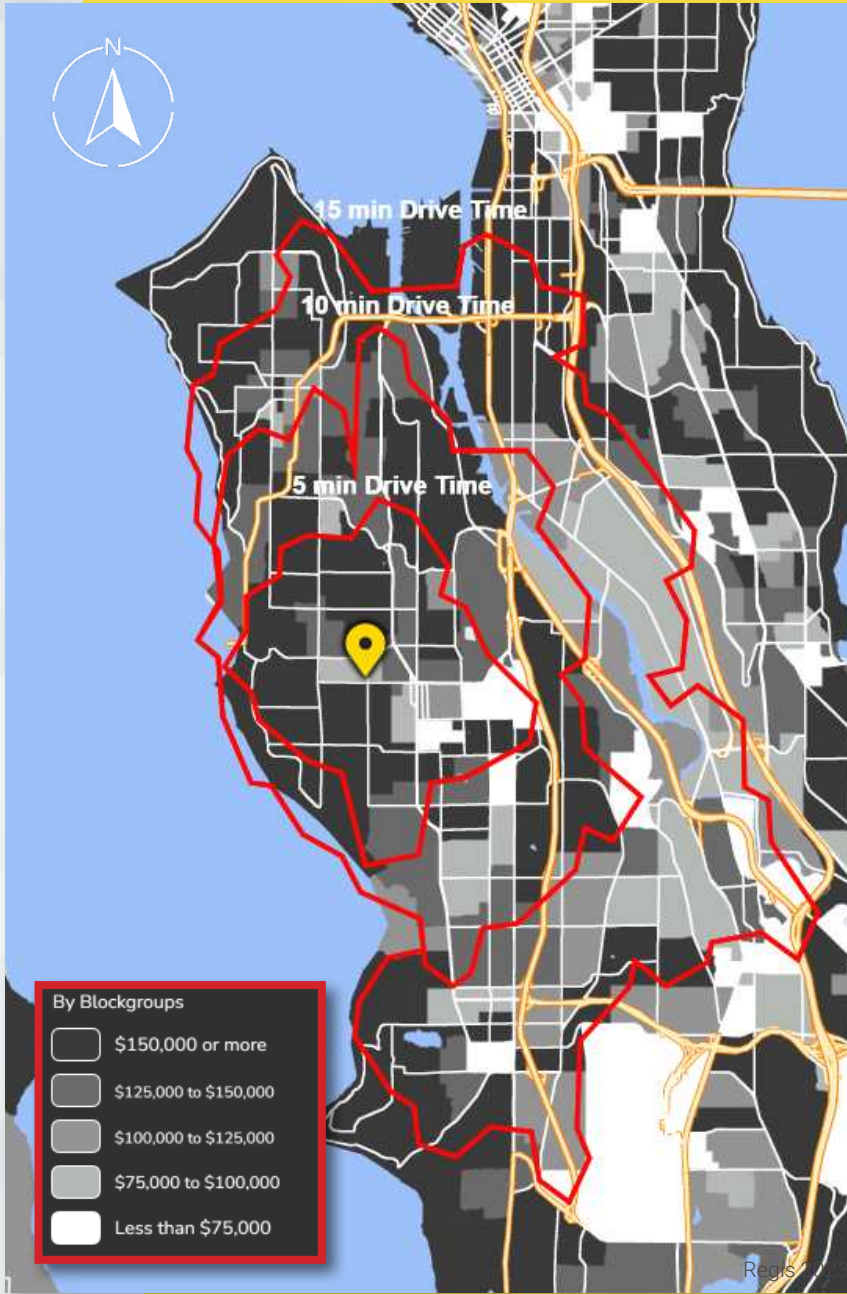 N
15 min Drive Time
10 min Drive Time
5 min Drive Time
By Blockgroups
$150,000 or more
$125,000 to $150,000
$100,000 to $125,000
$75,000 to $100,000
Less than $75,000
Regis